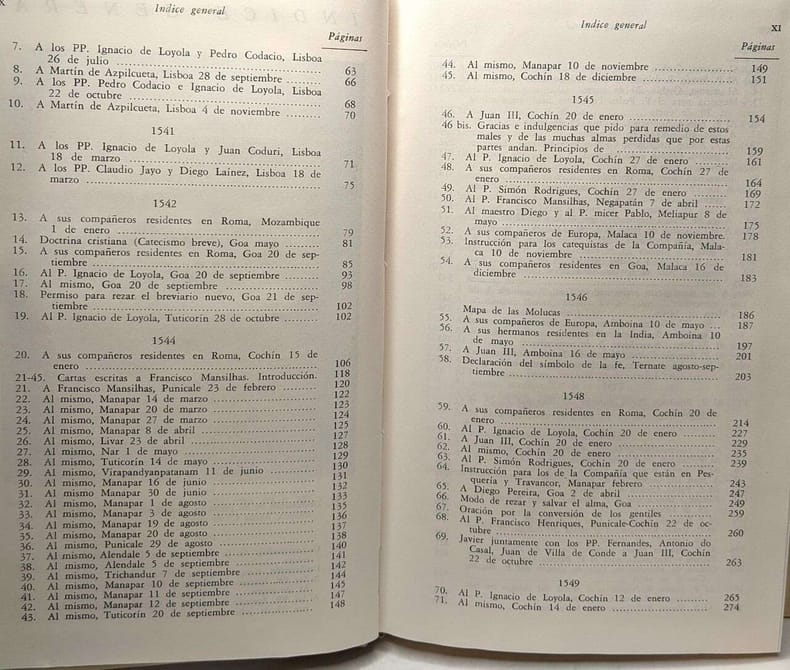 X
Indice general
Páginas
7. A los PP. Ignacio de Loyola y Pedro Codacio, Lisboa
26 de julio 63
8. A Martín de Azpilcueta, Lisboa 28 de septiembre 66
9. A los PP. Pedro Codacio e Ignacio de Loyola, Lisboa
22 de octubre 68
10. A Martín de Azpilcueta, Lisboa 4 de noviembre 70
1541
11. A los PP. Ignacio de Loyola y Juan Coduri, Lisboa
18 de marzo 71
12. A los PP. Claudio Jayo y Diego Laínez, Lisboa 18 de
marzo 75
1542
13. A sus compañeros residentes en Roma, Mozambique
1 de enero 79
14. Doctrina cristiana (Catecismo breve), Goa mayo 81
15. A sus compañeros residentes en Roma, Goa 20 de sep-
tiembre 85
16. Al P. Ignacio de Loyola, Goa 20 de septiembre 93
17. Al mismo, Goa 20 de septiembre 98
18. Permiso para rezar el breviario nuevo, Goa 21 de sep-
tiembre 102
19. Al P. Ignacio de Loyola, Tuticorín 28 de octubre 102
1544
20. A sus compañeros residentes en Roma, Cochín 15 de
enero 106
21-45. Cartas escritas a Francisco Mansilhas. Introducción. 118
21. A Francisco Mansilhas, Punicale 23 de febrero 120
22. Al mismo, Manapar 14 de marzo 122
23. Al mismo, Manapar 20 de marzo 123
24. Al mismo, Manapar 27 de marzo 124
25. Al mismo, Manapar 8 de abril 125
26. Al mismo, Livar 23 de abril 127
27. Al mismo, Nar 1 de mayo 128
28. Al mismo, Tuticorín 14 de mayo 129
29. Al mismo, Virapandyanpatanam 11 de junio 130
30. Al mismo, Manapar 16 de junio 131
31. Al mismo Manapar 30 de junio 132
32. Al mismo, Manapar 1 de agosto 133
33. Al mismo, Manapar 3 de agosto 135
34. Al mismo, Manapar 19 de agosto 136
35. Al mismo, Manapar 20 de agosto 137
36. Al mismo, Punicale 29 de agosto 138
37. Al mismo, Alendale 5 de septiembre 140
38. Al mismo, Alendale 5 de septiembre 141
39. Al mismo, Trichandur 7 de septiembre 142
40. Al mismo, Manapar 10 de septiembre 144
41. Al mismo, Manapar 11 de septiembre 145
42. Al mismo, Manapar 12 de septiembre 147
43. Al mismo, Tuticorín 20 de septiembre 148
Indice general
XI
Páginas
44. Al mismo, Manapar 10 de noviembre 149
45. Al mismo, Cochín 18 de diciembre 151
1545
46. A Juan III, Cochín 20 de enero 154
46 bis. Gracias e indulgencias que pido para remedio de estos
males y de las muchas almas perdidas que por estas
partes andan. Principios de 159
47. Al P. Ignacio de Loyola, Cochín 27 de enero 161
48. A sus compañeros residentes en Roma, Cochín 27 de
enero 164
49. Al P. Simón Rodrigues, Cochín 27 de enero 169
50. Al P. Francisco Mansilhas, Negapatán 7 de abril 172
51. Al maestro Diego y al P. micer Pablo, Meliapur 8 de
mayo 175
52. A sus compañeros de Europa, Malaca 10 de noviembre. 178
53. Instrucción para los catequistas de la Compañía, Mala-
ca 10 de noviembre 181
54. A sus compañeros residentes en Goa, Malaca 16 de
diciembre 183
1546
Mapa de las Molucas 186
55. A sus compañeros de Europa, Amboina 10 de mayo 187
56. A sus hermanos residentes en la India, Amboina 10
de mayo 197
57. A Juan III, Amboina 16 de mayo 201
58. Declaración del símbolo de la fe, Ternate agosto-sep-
tiembre 203
1548
59. A sus compañeros residentes en Roma, Cochín 20 de
enero 214
60. Al P. Ignacio de Loyola, Cochín 20 de enero 227
61. A Juan III, Cochín 20 de enero 229
62. Al mismo, Cochín 20 de enero 235
63. Al P. Simón Rodrigues, Cochín 20 de enero 239
64. Instrucción para los de la Compañía que están en Pes-
quería y Travancor, Manapar febrero 243
65. A Diego Pereira, Goa 2 de abril 247
66. Modo de rezar y salvar el alma, Goa 249
67. Oración por la conversión de los gentiles 259
68. Al P. Francisco Henriques, Punicale-Cochín 22 de oc-
tubre 260
69. Javier juntamente con los PP. Fernandes, Antonio do
Casal, Juan de Villa de Conde a Juan III, Cochín
22 de octubre 263
1549
70. Al P. Ignacio de Loyola, Cochín 12 de enero 265
71. Al mismo, Cochín 14 de enero 274